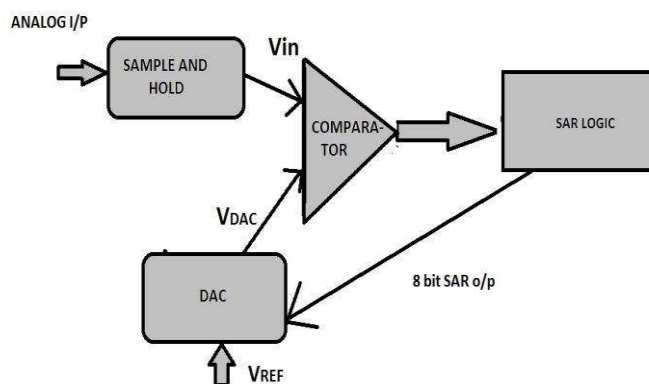 ANALOG I/P
SAMPLE AND
HOLD
Vin
COMPARA-
TOR
SAR LOGIC
VDAC
DAC
8 bit SAR o/p
VREF